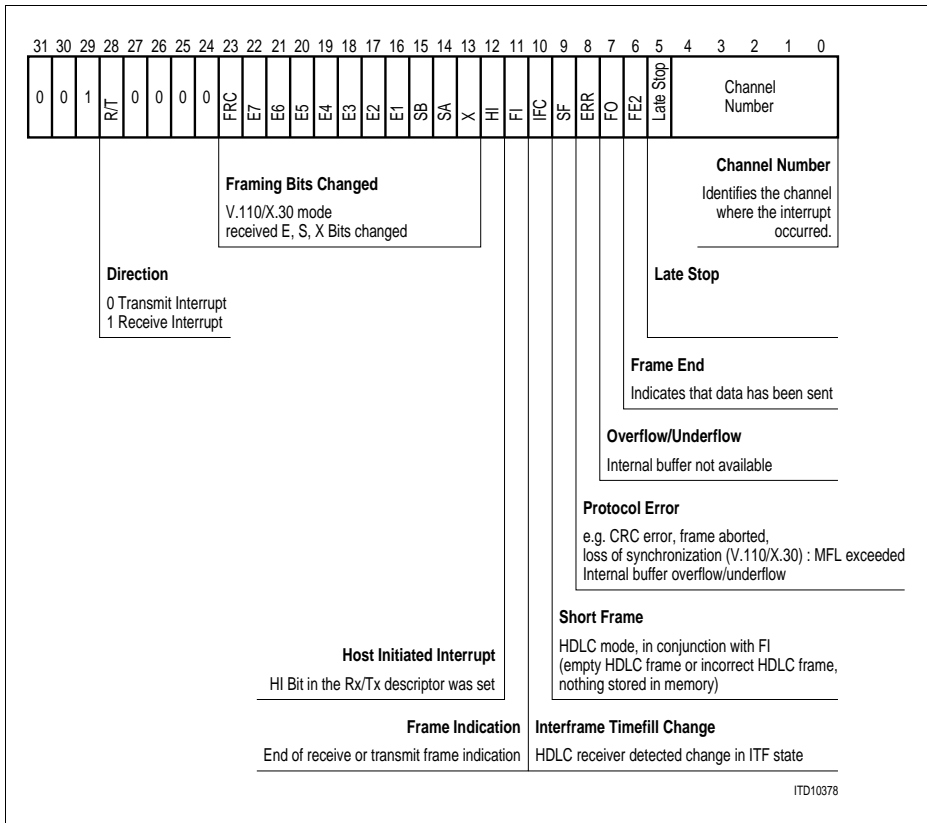 31 30 29 28 27 26 25 24 23 22 21 20 19 18 17 16 15 14 13 12 11 10 9 8 7 6 5 4 3 2 1 0
0 0 1 R/T 0 0 0 0 FRC E7 E6 E5 E4 E3 E2 E1 SB SA X HI FI IFC SF ERR FO FE2 Late Stop Channel
Number
Channel Number
Identifies the channel
where the interrupt
occurred.
Framing Bits Changed
V.110/X.30 mode
received E, S, X Bits changed
Direction
0 Transmit Interrupt
1 Receive Interrupt
Late Stop
Frame End
Indicates that data has been sent
Overflow/Underflow
Internal buffer not available
Protocol Error
e.g. CRC error, frame aborted,
loss of synchronization (V.110/X.30) : MFL exceeded
Internal buffer overflow/underflow
Short Frame
HDLC mode, in conjunction with FI
(empty HDLC frame or incorrect HDLC frame,
nothing stored in memory)
Host Initiated Interrupt
HI Bit in the Rx/Tx descriptor was set
Frame Indication
End of receive or transmit frame indication
Interframe Timefill Change
HDLC receiver detected change in ITF state
ITD10378